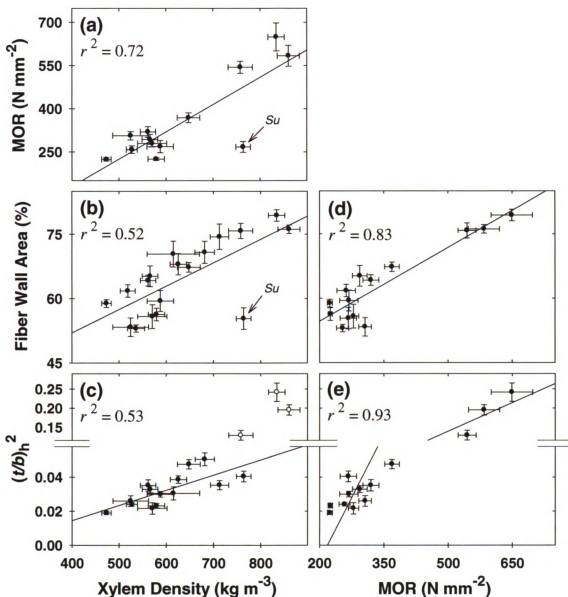 (a)
r² = 0.72
Su
MOR (N mm⁻²)
700
550
400
250
(b)
r² = 0.52
Su
Fiber Wall Area (%)
75
60
45
(d)
r² = 0.83
(c)
r² = 0.53
(t/b)h²
0.25
0.20
0.15
0.04
0.02
0.00
400 500 600 700 800
Xylem Density (kg m⁻³)
(e)
r² = 0.93
200 350 500 650
MOR (N mm⁻²)